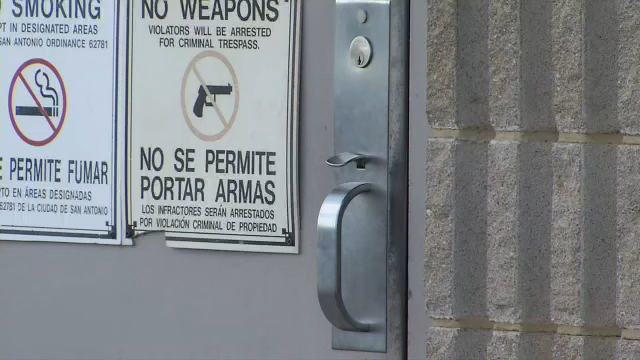 SMOKING
PT IN DESIGNATED AREAS
SAN ANTONIO ORDINANCE 62781
E PERMITE FUMAR
PTO EN ÁREAS DESIGNADAS
62781 DE LA CIUDAD DE SAN ANTONIO
NO WEAPONS
VIOLATORS WILL BE ARRESTED
FOR CRIMINAL TRESPASS.
NO SE PERMITE
PORTAR ARMAS
LOS INFRACTORES SERÁN ARRESTADOS
POR VIOLACIÓN CRIMINAL DE PROPIEDAD